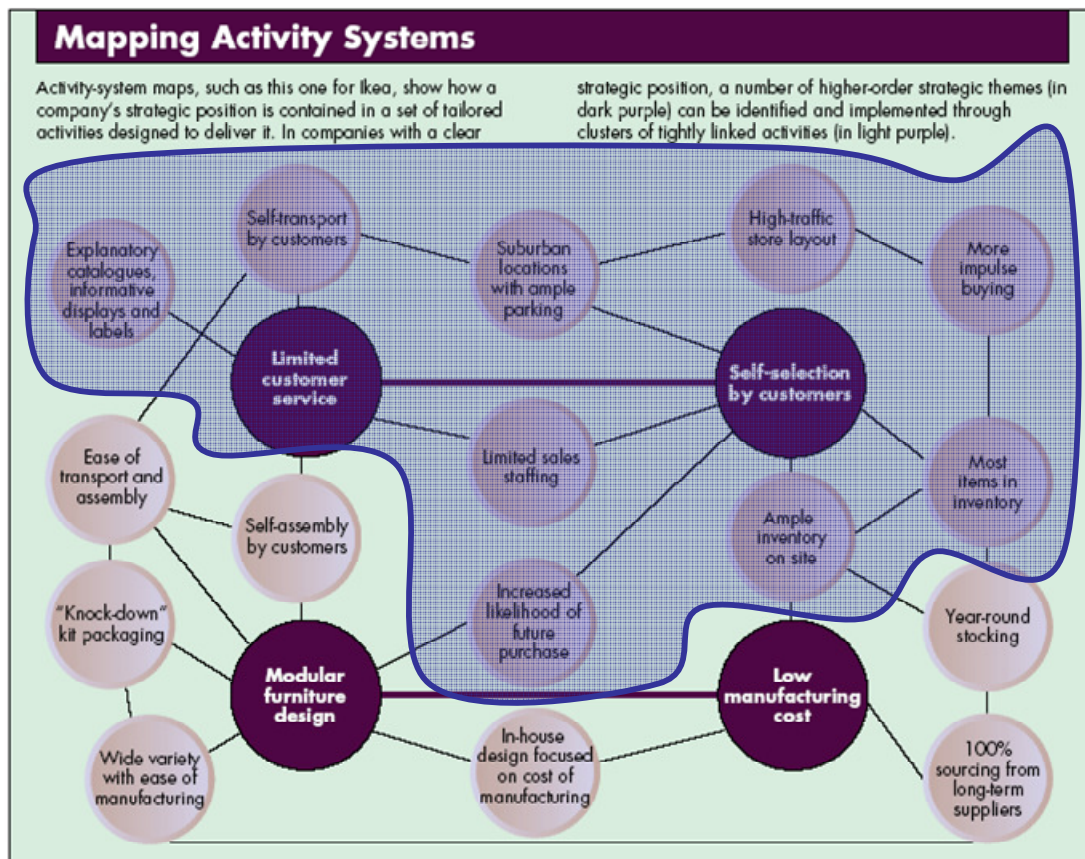 Mapping Activity Systems
Activity-system maps, such as this one for Ikea, show how a
company's strategic position is contained in a set of tailored
activities designed to deliver it. In companies with a clear
strategic position, a number of higher-order strategic themes (in
dark purple) can be identified and implemented through
clusters of tightly linked activities (in light purple).
Explanatory
catalogues,
informative
displays and
labels
Self-transport
by customers
Suburban
locations
with ample
parking
High-traffic
store layout
More
impulse
buying
Limited
customer
service
Self-selection
by customers
Ease of
transport and
assembly
Self-assembly
by customers
Limited sales
staffing
Ample
inventory
on site
Most
items in
inventory
"Knock-down"
kit packaging
Increased
likelihood of
future
purchase
Year-round
stocking
Modular
furniture
design
Low
manufacturing
cost
Wide variety
with ease of
manufacturing
In-house
design focused
on cost of
manufacturing
100%
sourcing from
long-term
suppliers